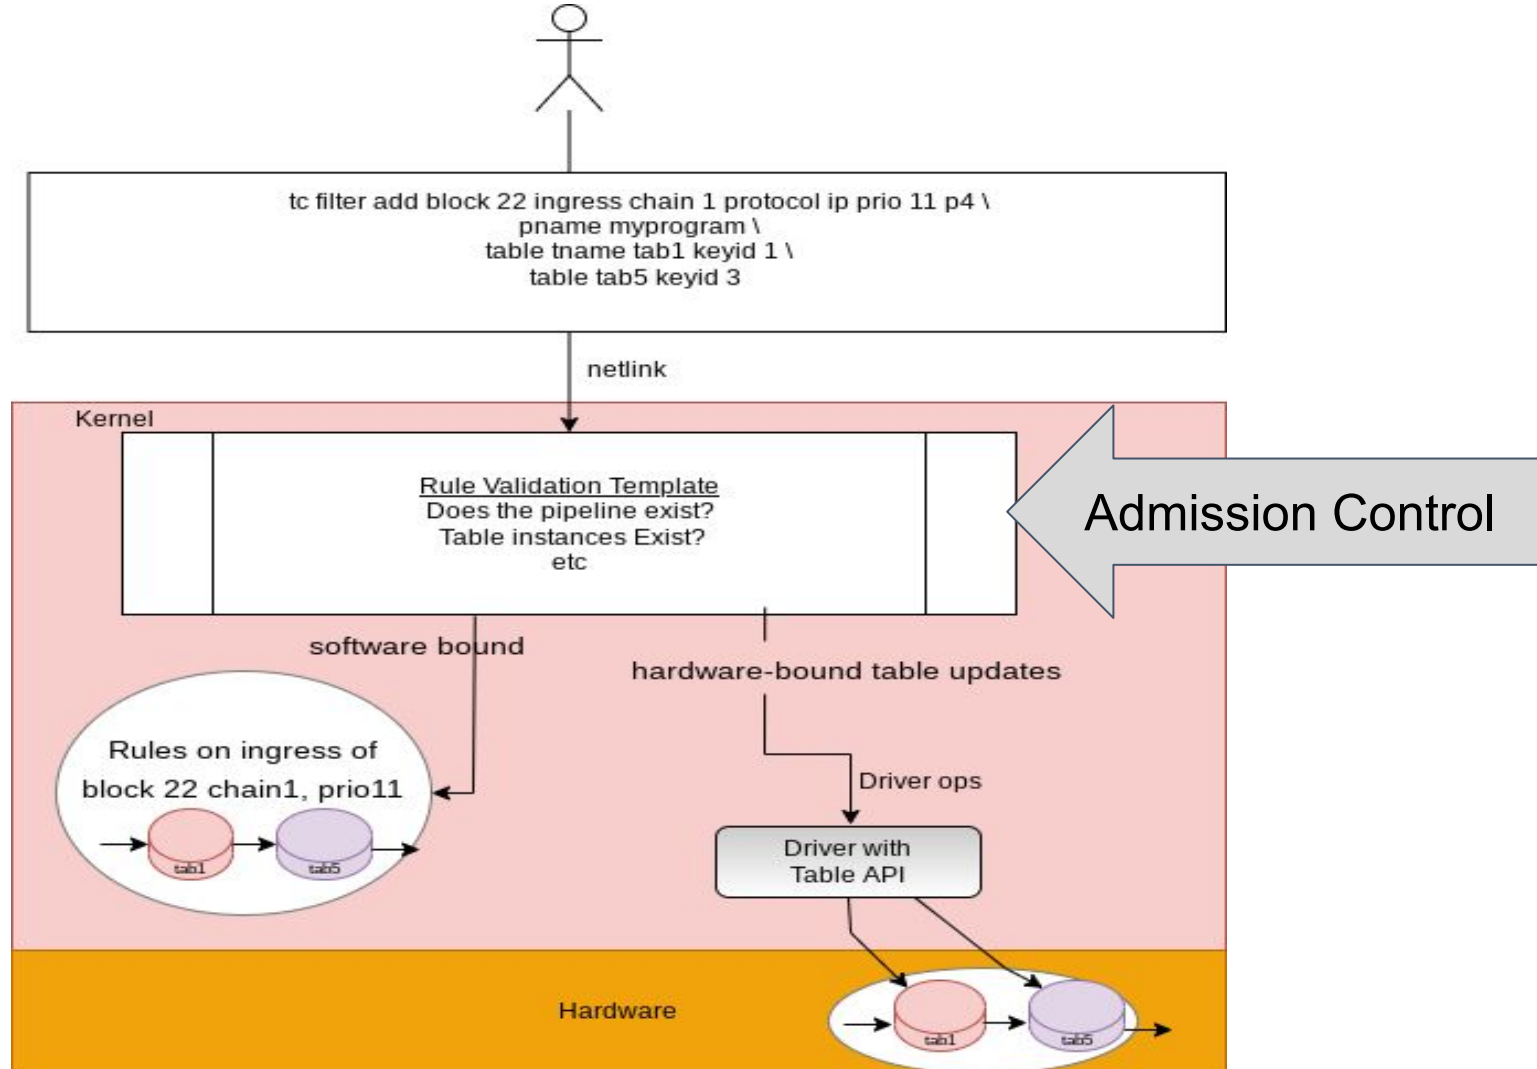 tc filter add block 22 ingress chain 1 protocol ip prio 11 p4 \
pname myprogram \
table tname tab1 keyid 1 \
table tab5 keyid 3
netlink
Kernel
Rule Validation Template
Does the pipeline exist?
Table instances Exist?
etc
Admission Control
software bound
hardware-bound table updates
Rules on ingress of
block 22 chain1, prio11
tab1
tab5
Driver ops
Driver with
Table API
Hardware
tab1
tab5